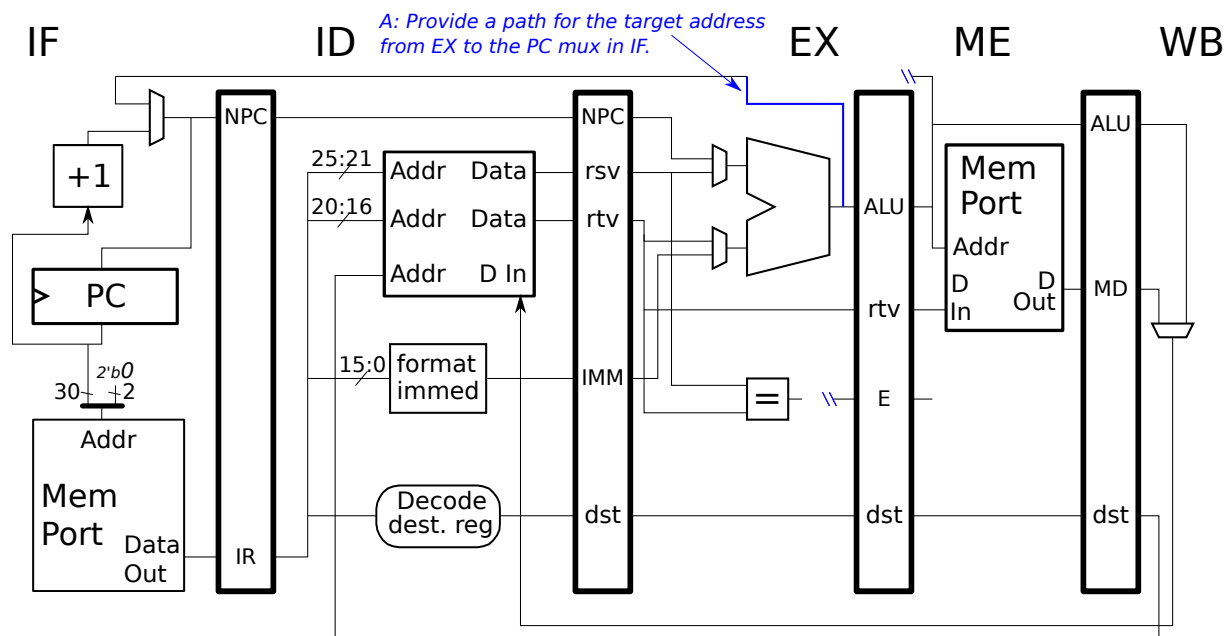 IF
ID
A: Provide a path for the target address
from EX to the PC mux in IF.
EX
ME
WB
NPC
NPC
ALU
+1
25:21
Addr
Data
rsv
Mem
Port
20:16
Addr
Data
rtv
ALU
Addr
Addr
D In
PC
D
In
D
Out
MD
rtv
15:0
format
immed
IMM
2'b0
30
2
=
E
Addr
Mem
Port
Data
Out
IR
Decode
dest. reg
dst
dst
dst